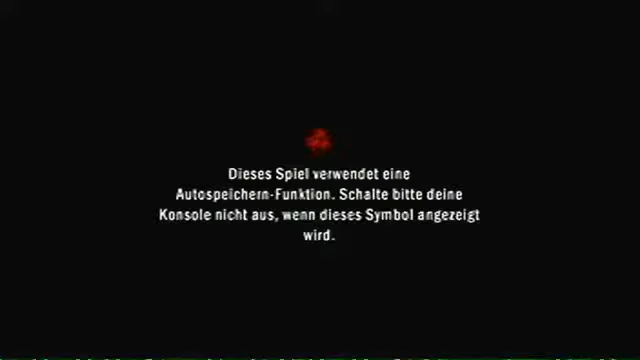 Dieses Spiel verwendet eine
Autospeichern-Funktion. Schalte bitte deine
Konsole nicht aus, wenn dieses Symbol angezeigt
wird.